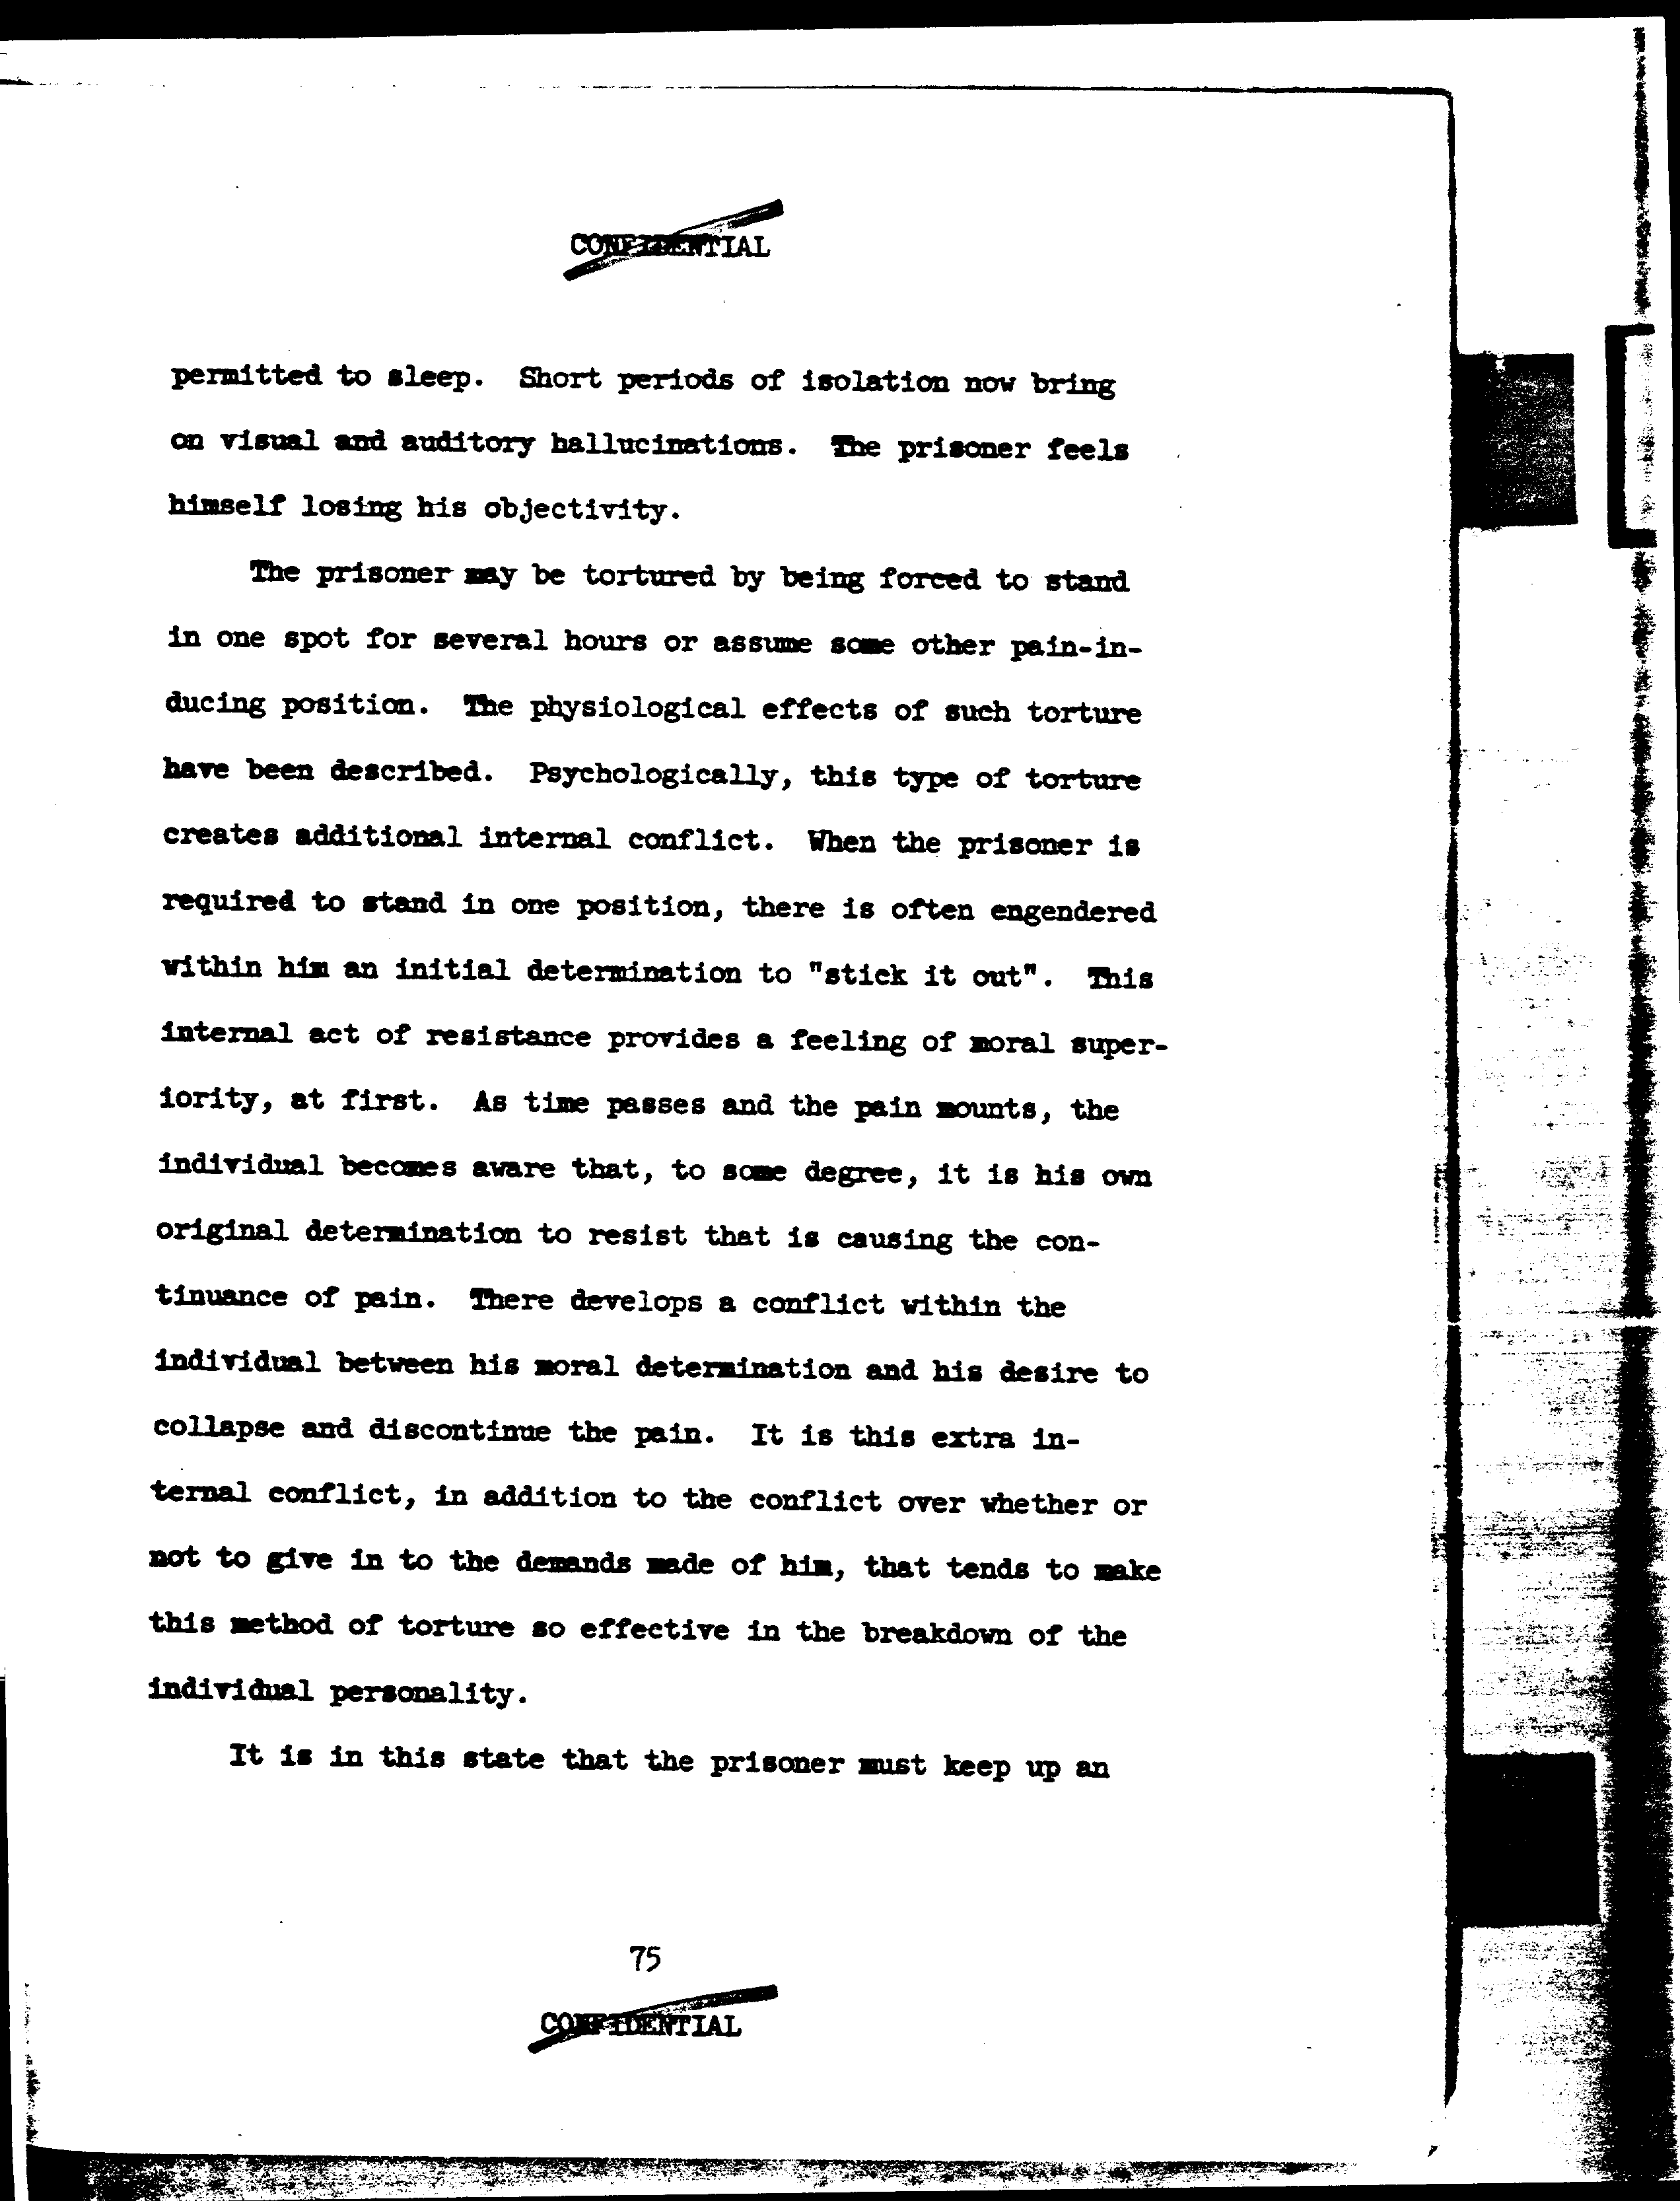 CONFIDENTIAL
permitted to sleep. Short periods of isolation now bring
on visual and auditory hallucinations. The prisoner feels
himself losing his objectivity.
The prisoner may be tortured by being forced to stand
in one spot for several hours or assume some other pain-in-
ducing position. The physiological effects of such torture
have been described. Psychologically, this type of torture
creates additional internal conflict. When the prisoner is
required to stand in one position, there is often engendered
within him an initial determination to "stick it out". This
internal act of resistance provides a feeling of moral super-
iority, at first. As time passes and the pain mounts, the
individual becomes aware that, to some degree, it is his own
original determination to resist that is causing the con-
tinuance of pain. There develops a conflict within the
individual between his moral determination and his desire to
collapse and discontinue the pain. It is this extra in-
ternal conflict, in addition to the conflict over whether or
not to give in to the demands made of him, that tends to make
this method of torture so effective in the breakdown of the
individual personality.
It is in this state that the prisoner must keep up an
75
CONFIDENTIAL